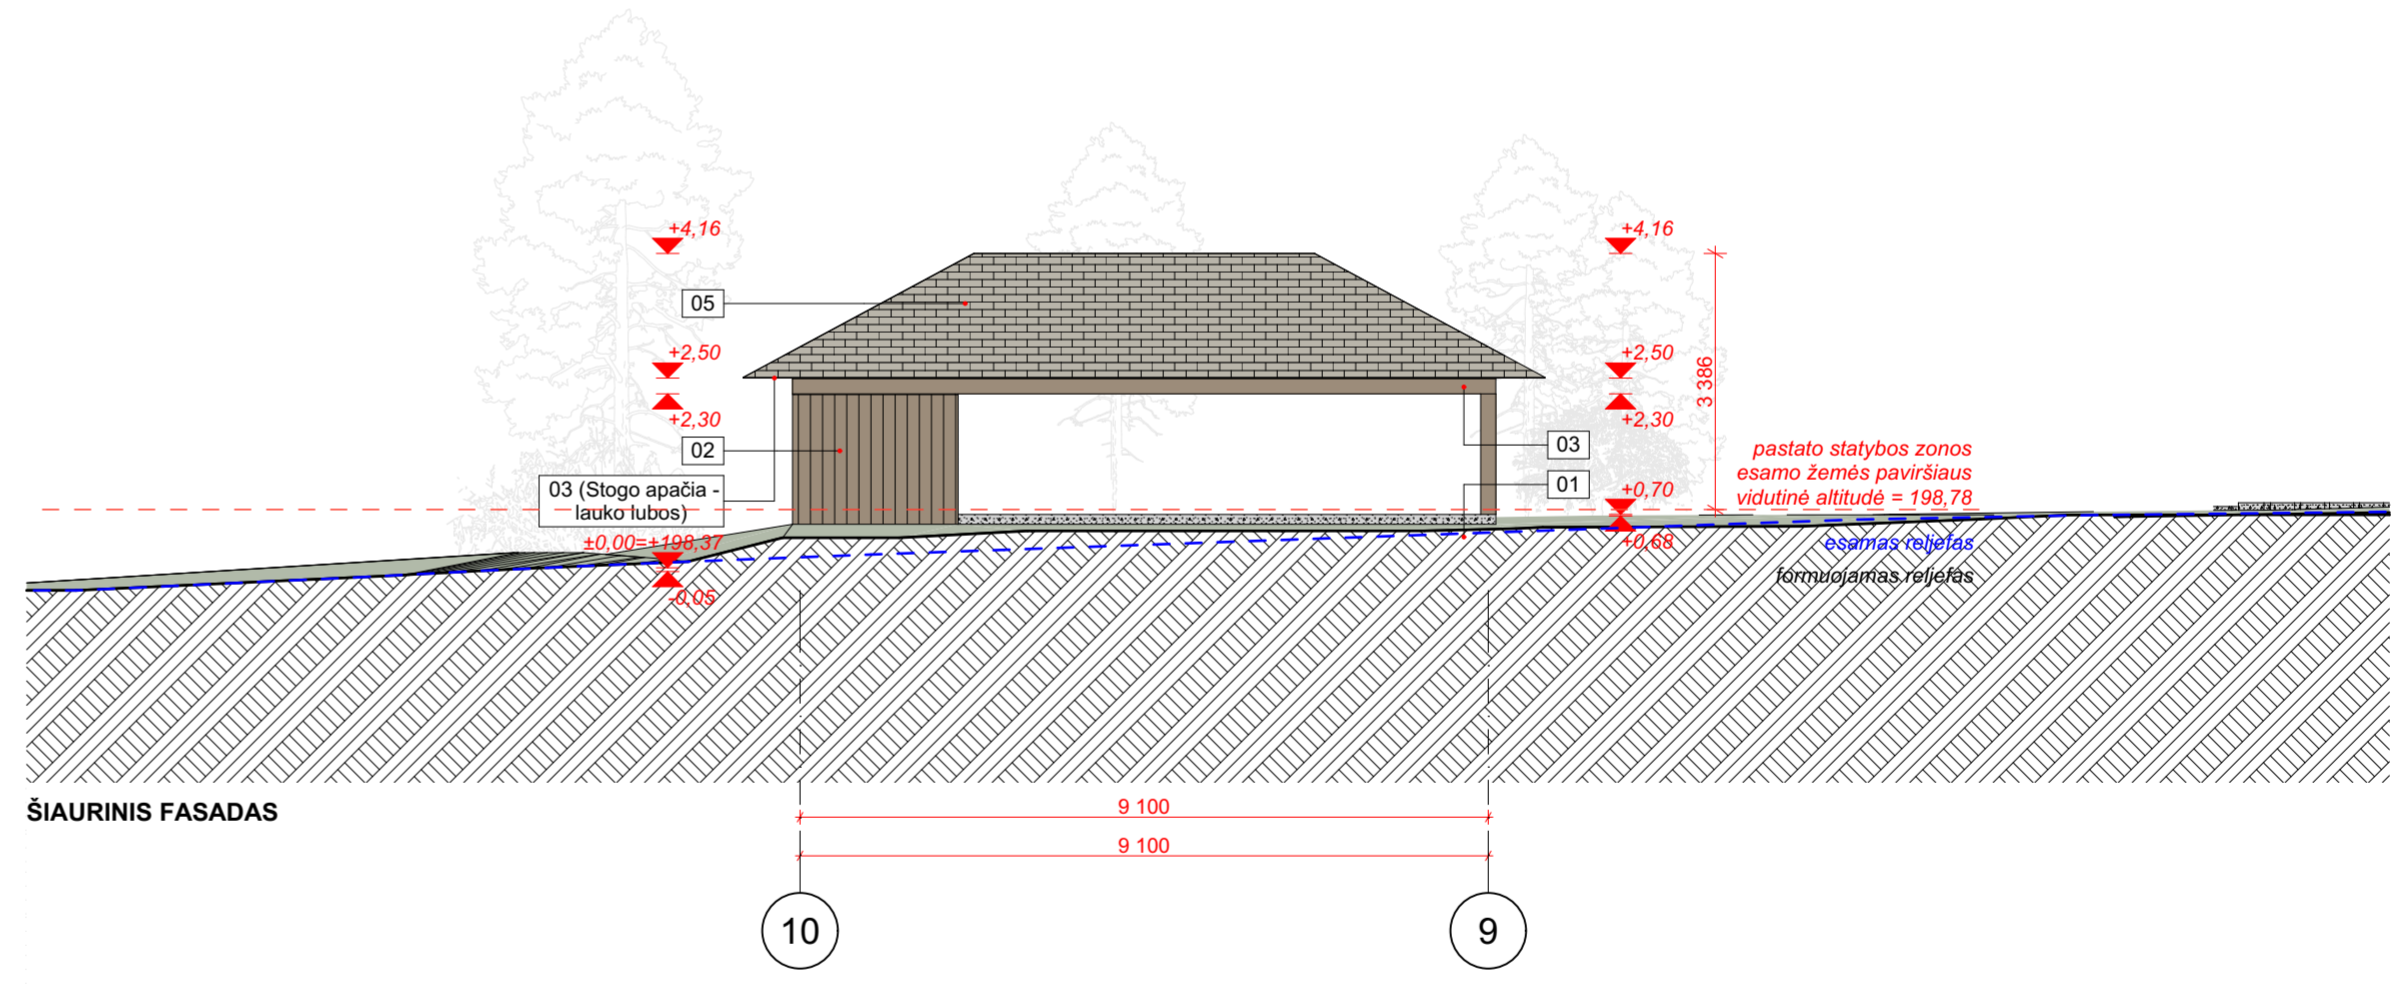 +4,16
+4,16
05
+2,50
+2,50
3 386
+2,30
+2,30
02
03
pastato statybos zonos
esamo žemės paviršiaus
vidutinė altitudė = 198,78
03 (Stogo apačia -
lauko lubos)
01
+0,70
±0,00=+198,37
+0,68
esamas reljefas
formuojamas reljefas
-0,05
ŠIAURINIS FASADAS
9 100
9 100
10
9